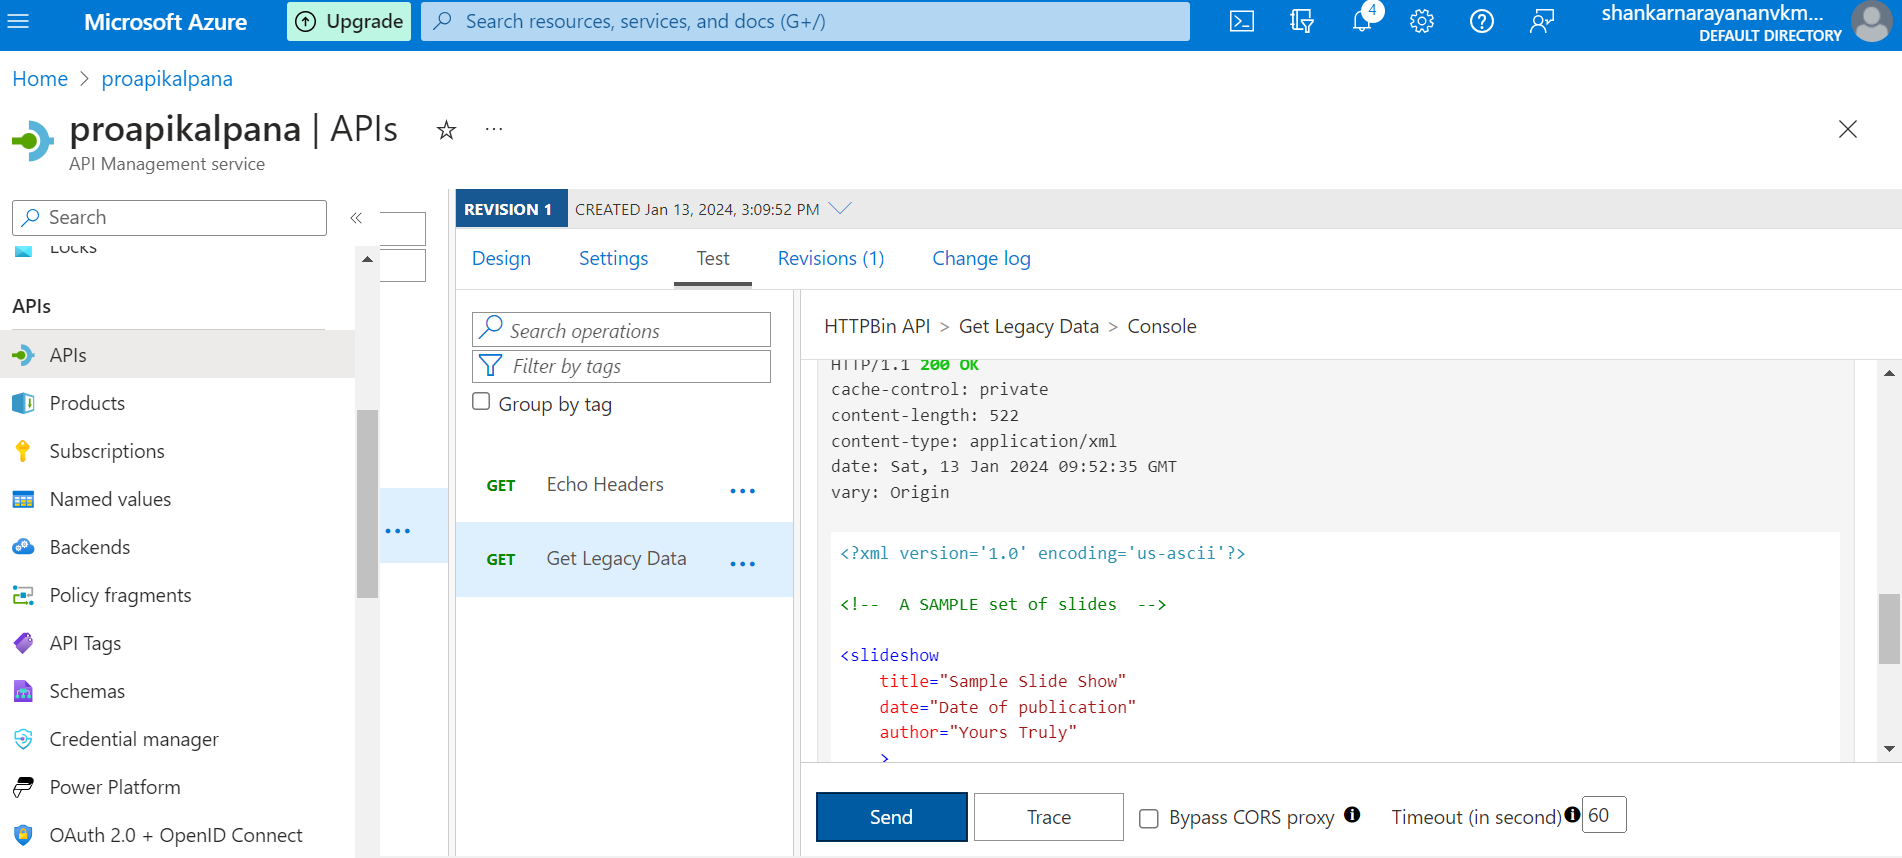 Microsoft Azure
Upgrade
Search resources, services, and docs (G+/)
4
shankarnarayananvkm...
DEFAULT DIRECTORY
Home > proapikalpana
proapikalpana | APIs
...
API Management service
Search
«
Locks
APIs
APIs
Products
Subscriptions
Named values
Backends
Policy fragments
API Tags
Schemas
Credential manager
Power Platform
OAuth 2.0 + OpenID Connect
...
REVISION 1
CREATED Jan 13, 2024, 3:09:52 PM
Design
Settings
Test
Revisions (1)
Change log
Search operations
Filter by tags
Group by tag
GET Echo Headers ...
GET Get Legacy Data ...
HTTPBin API > Get Legacy Data > Console
HTTP/1.1 200 OK
cache-control: private
content-length: 522
content-type: application/xml
date: Sat, 13 Jan 2024 09:52:35 GMT
vary: Origin
<?xml version='1.0' encoding='us-ascii'?>
<!--  A SAMPLE set of slides  -->
<slideshow
title="Sample Slide Show"
date="Date of publication"
author="Yours Truly"
>
Send
Trace
Bypass CORS proxy
Timeout (in second)
60